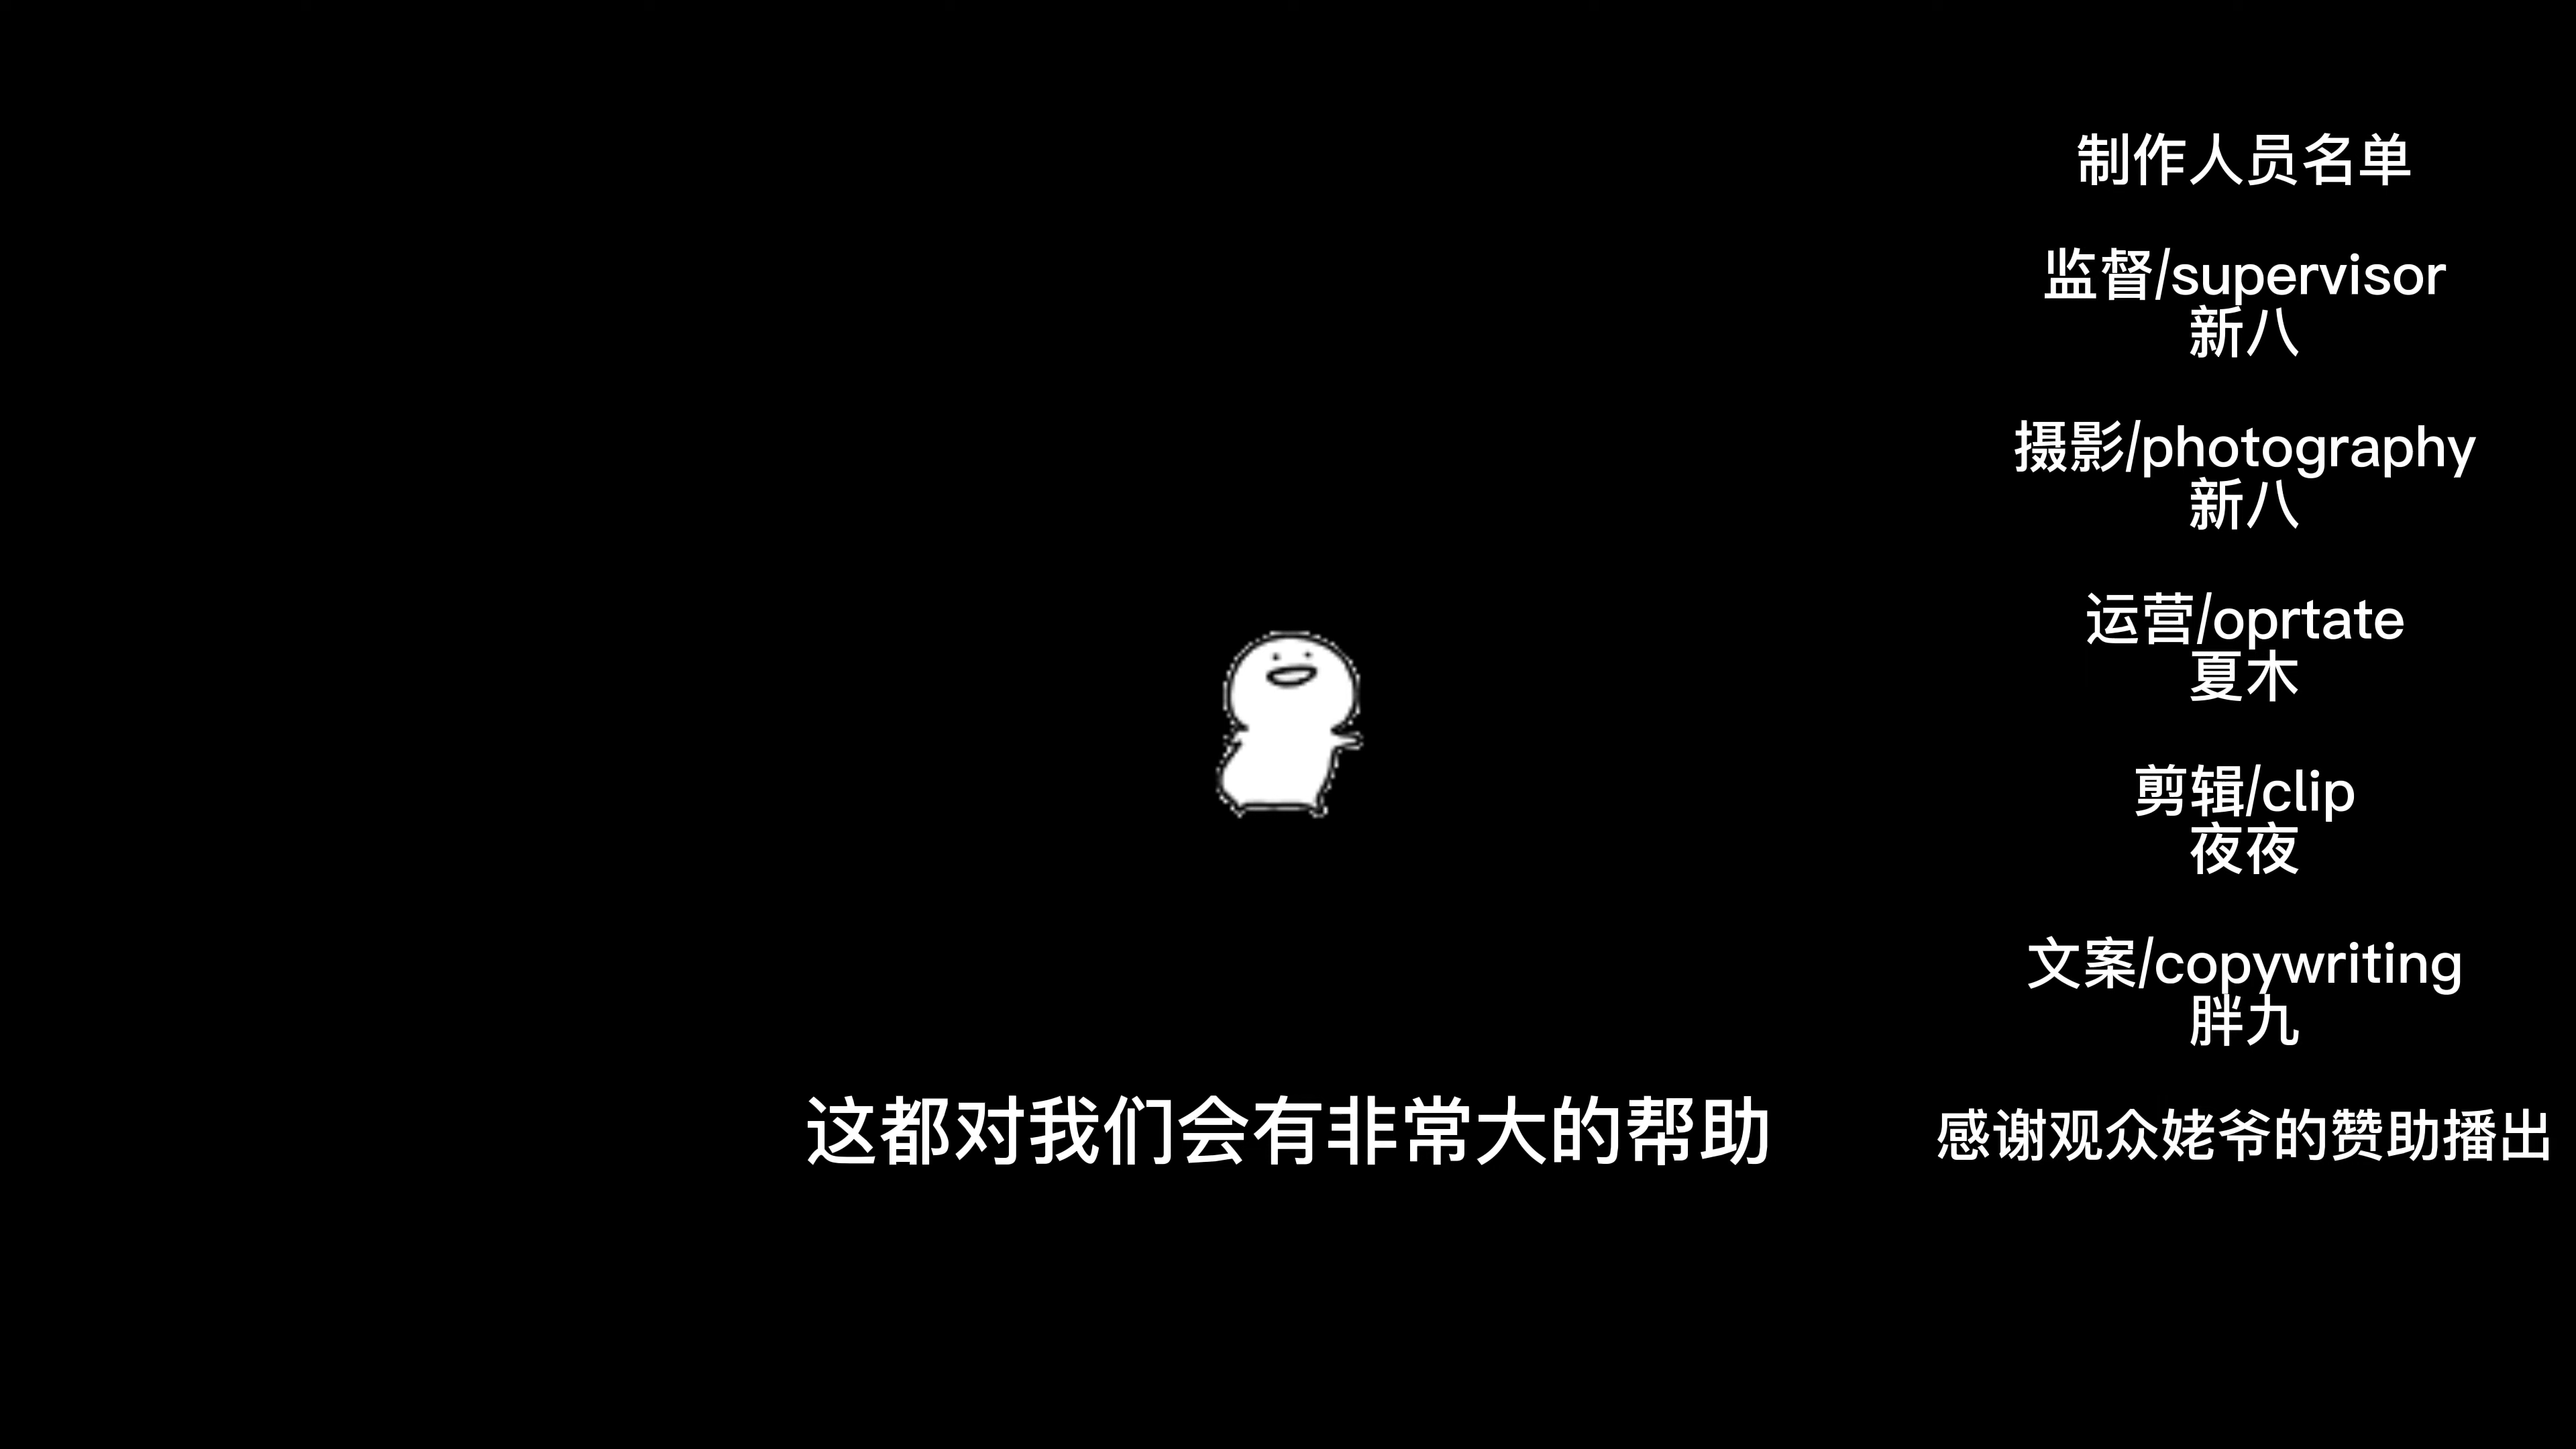 制作人员名单
监督/supervisor
新八
摄影/photography
新八
运营/oprtate
夏木
剪辑/clip
夜夜
文案/copywriting
胖九
感谢观众姥爷的赞助播出
这都对我们会有非常大的帮助